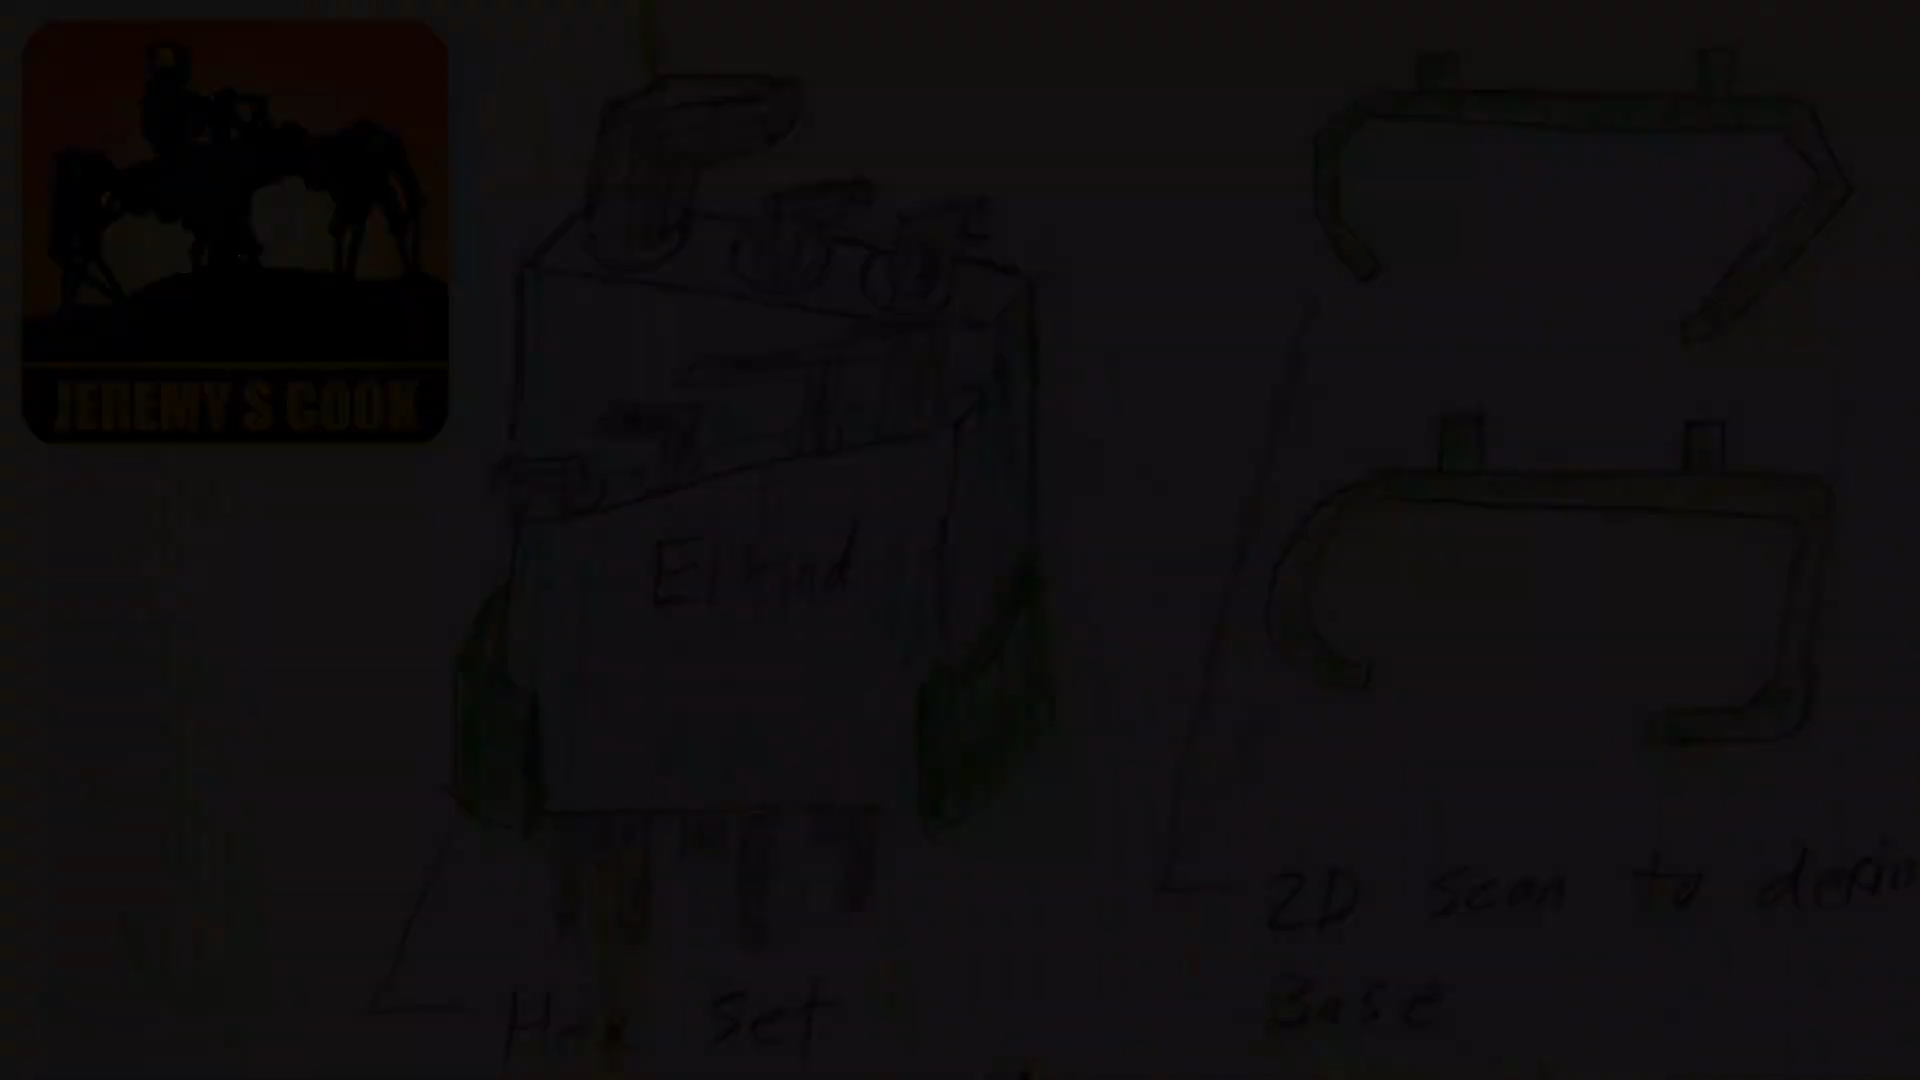 JEREMY S COOK
Elkind
2D scan to
Base
Hex set